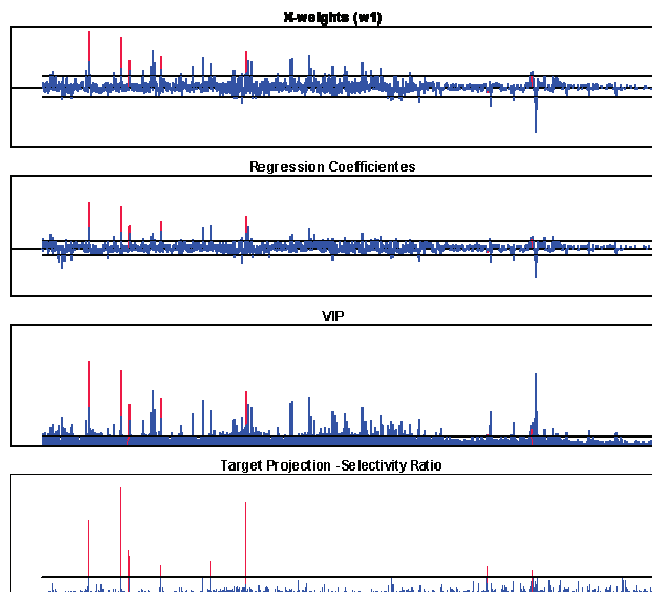 X-weights (w1)
Regression Coefficientes
VIP
Target Projection -Selectivity Ratio